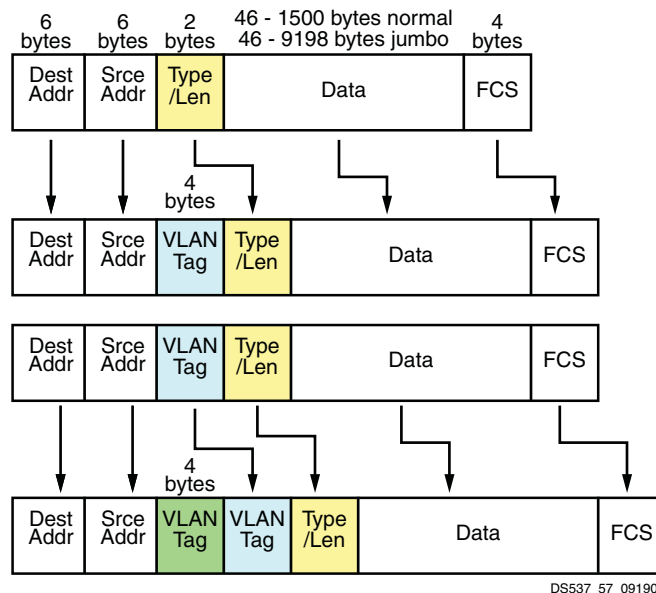 6 bytes
6 bytes
2 bytes
46 - 1500 bytes normal
46 - 9198 bytes jumbo
4 bytes
Dest Addr
Srce Addr
Type /Len
Data
FCS
4 bytes
Dest Addr
Srce Addr
VLAN Tag
Type /Len
Data
FCS
Dest Addr
Srce Addr
VLAN Tag
Type /Len
Data
FCS
4 bytes
Dest Addr
Srce Addr
VLAN Tag
VLAN Tag
Type /Len
Data
FCS
DS537_57_09190